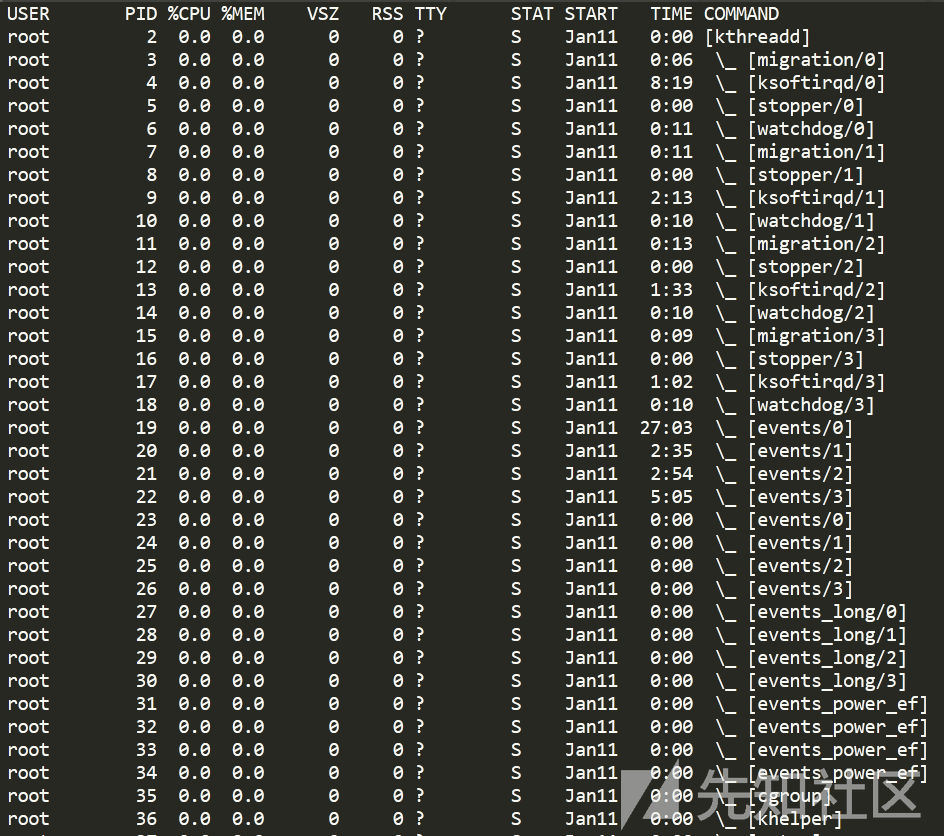 USER       PID %CPU %MEM    VSZ   RSS TTY      STAT START   TIME COMMAND
root         2  0.0  0.0      0     0 ?        S    Jan11   0:00 [kthreadd]
root         3  0.0  0.0      0     0 ?        S    Jan11   0:06  \_ [migration/0]
root         4  0.0  0.0      0     0 ?        S    Jan11   8:19  \_ [ksoftirqd/0]
root         5  0.0  0.0      0     0 ?        S    Jan11   0:00  \_ [stopper/0]
root         6  0.0  0.0      0     0 ?        S    Jan11   0:11  \_ [watchdog/0]
root         7  0.0  0.0      0     0 ?        S    Jan11   0:11  \_ [migration/1]
root         8  0.0  0.0      0     0 ?        S    Jan11   0:00  \_ [stopper/1]
root         9  0.0  0.0      0     0 ?        S    Jan11   2:13  \_ [ksoftirqd/1]
root        10  0.0  0.0      0     0 ?        S    Jan11   0:10  \_ [watchdog/1]
root        11  0.0  0.0      0     0 ?        S    Jan11   0:13  \_ [migration/2]
root        12  0.0  0.0      0     0 ?        S    Jan11   0:00  \_ [stopper/2]
root        13  0.0  0.0      0     0 ?        S    Jan11   1:33  \_ [ksoftirqd/2]
root        14  0.0  0.0      0     0 ?        S    Jan11   0:10  \_ [watchdog/2]
root        15  0.0  0.0      0     0 ?        S    Jan11   0:09  \_ [migration/3]
root        16  0.0  0.0      0     0 ?        S    Jan11   0:00  \_ [stopper/3]
root        17  0.0  0.0      0     0 ?        S    Jan11   1:02  \_ [ksoftirqd/3]
root        18  0.0  0.0      0     0 ?        S    Jan11   0:10  \_ [watchdog/3]
root        19  0.0  0.0      0     0 ?        S    Jan11  27:03  \_ [events/0]
root        20  0.0  0.0      0     0 ?        S    Jan11   2:35  \_ [events/1]
root        21  0.0  0.0      0     0 ?        S    Jan11   2:54  \_ [events/2]
root        22  0.0  0.0      0     0 ?        S    Jan11   5:05  \_ [events/3]
root        23  0.0  0.0      0     0 ?        S    Jan11   0:00  \_ [events/0]
root        24  0.0  0.0      0     0 ?        S    Jan11   0:00  \_ [events/1]
root        25  0.0  0.0      0     0 ?        S    Jan11   0:00  \_ [events/2]
root        26  0.0  0.0      0     0 ?        S    Jan11   0:00  \_ [events/3]
root        27  0.0  0.0      0     0 ?        S    Jan11   0:00  \_ [events_long/0]
root        28  0.0  0.0      0     0 ?        S    Jan11   0:00  \_ [events_long/1]
root        29  0.0  0.0      0     0 ?        S    Jan11   0:00  \_ [events_long/2]
root        30  0.0  0.0      0     0 ?        S    Jan11   0:00  \_ [events_long/3]
root        31  0.0  0.0      0     0 ?        S    Jan11   0:00  \_ [events_power_ef]
root        32  0.0  0.0      0     0 ?        S    Jan11   0:00  \_ [events_power_ef]
root        33  0.0  0.0      0     0 ?        S    Jan11   0:00  \_ [events_power_ef]
root        34  0.0  0.0      0     0 ?        S    Jan11   0:00  \_ [events_power_ef]
root        35  0.0  0.0      0     0 ?        S    Jan11   0:00  \_ [cgroup]
root        36  0.0  0.0      0     0 ?        S    Jan11   0:00  \_ [khelper]
先知社区